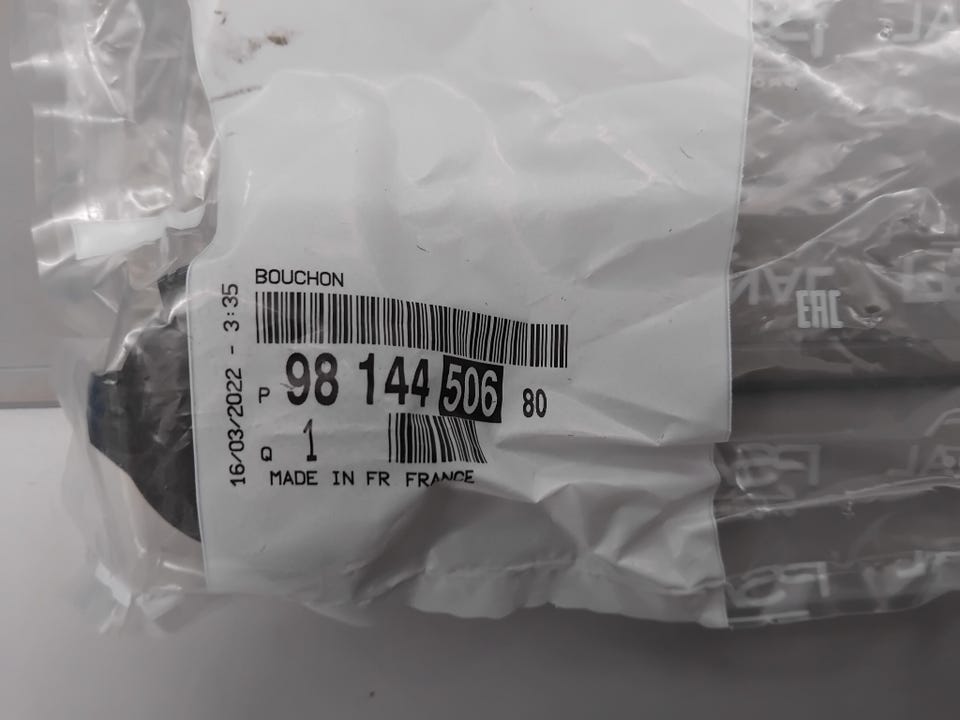 BOUCHON
16/03/2022 - 3:35
P 98 144 506 80
Q 1
MADE IN FR FRANCE
EAC